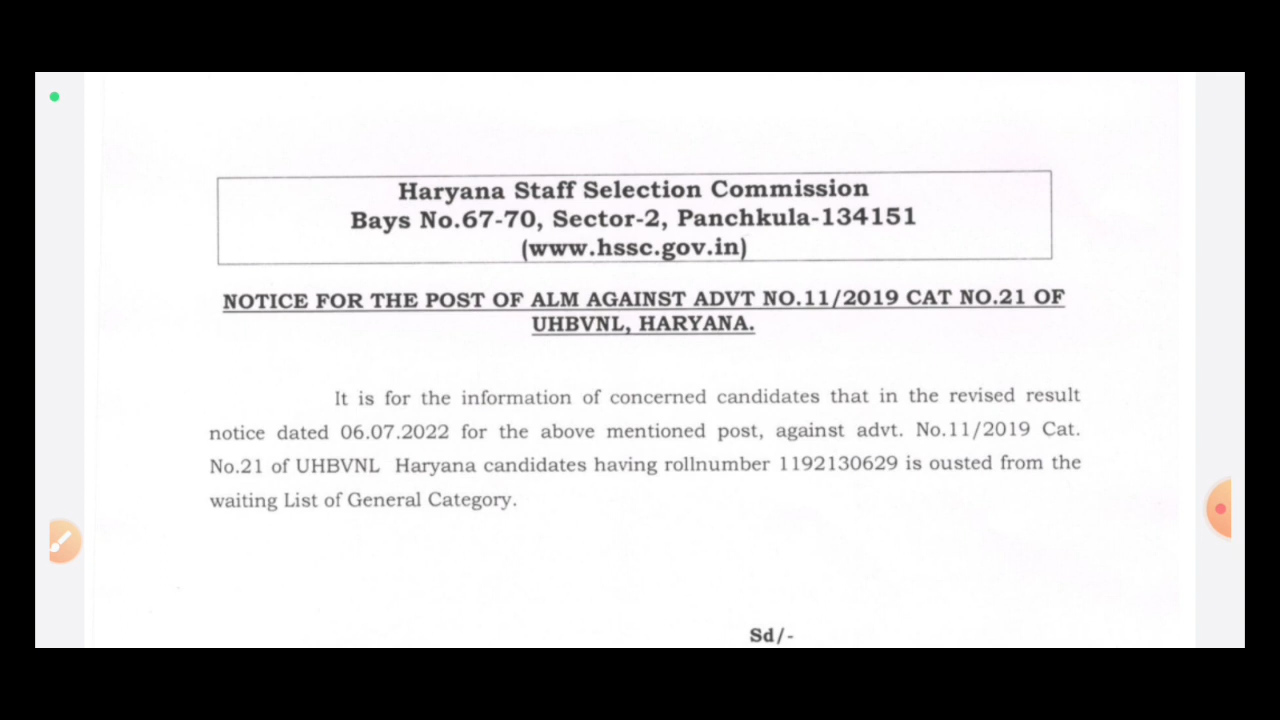 Haryana Staff Selection Commission
Bays No.67-70, Sector-2, Panchkula-134151
(www.hssc.gov.in)
NOTICE FOR THE POST OF ALM AGAINST ADVT NO.11/2019 CAT NO.21 OF
UHBVNL, HARYANA.
It is for the information of concerned candidates that in the revised result
notice dated 06.07.2022 for the above mentioned post, against advt. No.11/2019 Cat.
No.21 of UHBVNL Haryana candidates having rollnumber 1192130629 is ousted from the
waiting List of General Category.
Sd/-